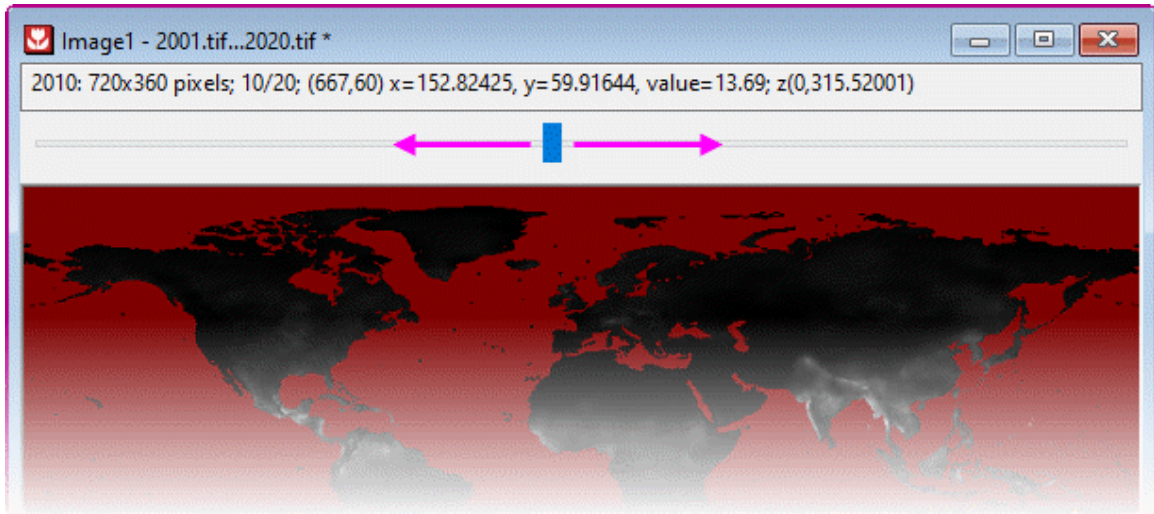 Image1 - 2001.tif...2020.tif *
2010: 720x360 pixels; 10/20; (667,60) x=152.82425, y=59.91644, value=13.69; z(0,315.52001)